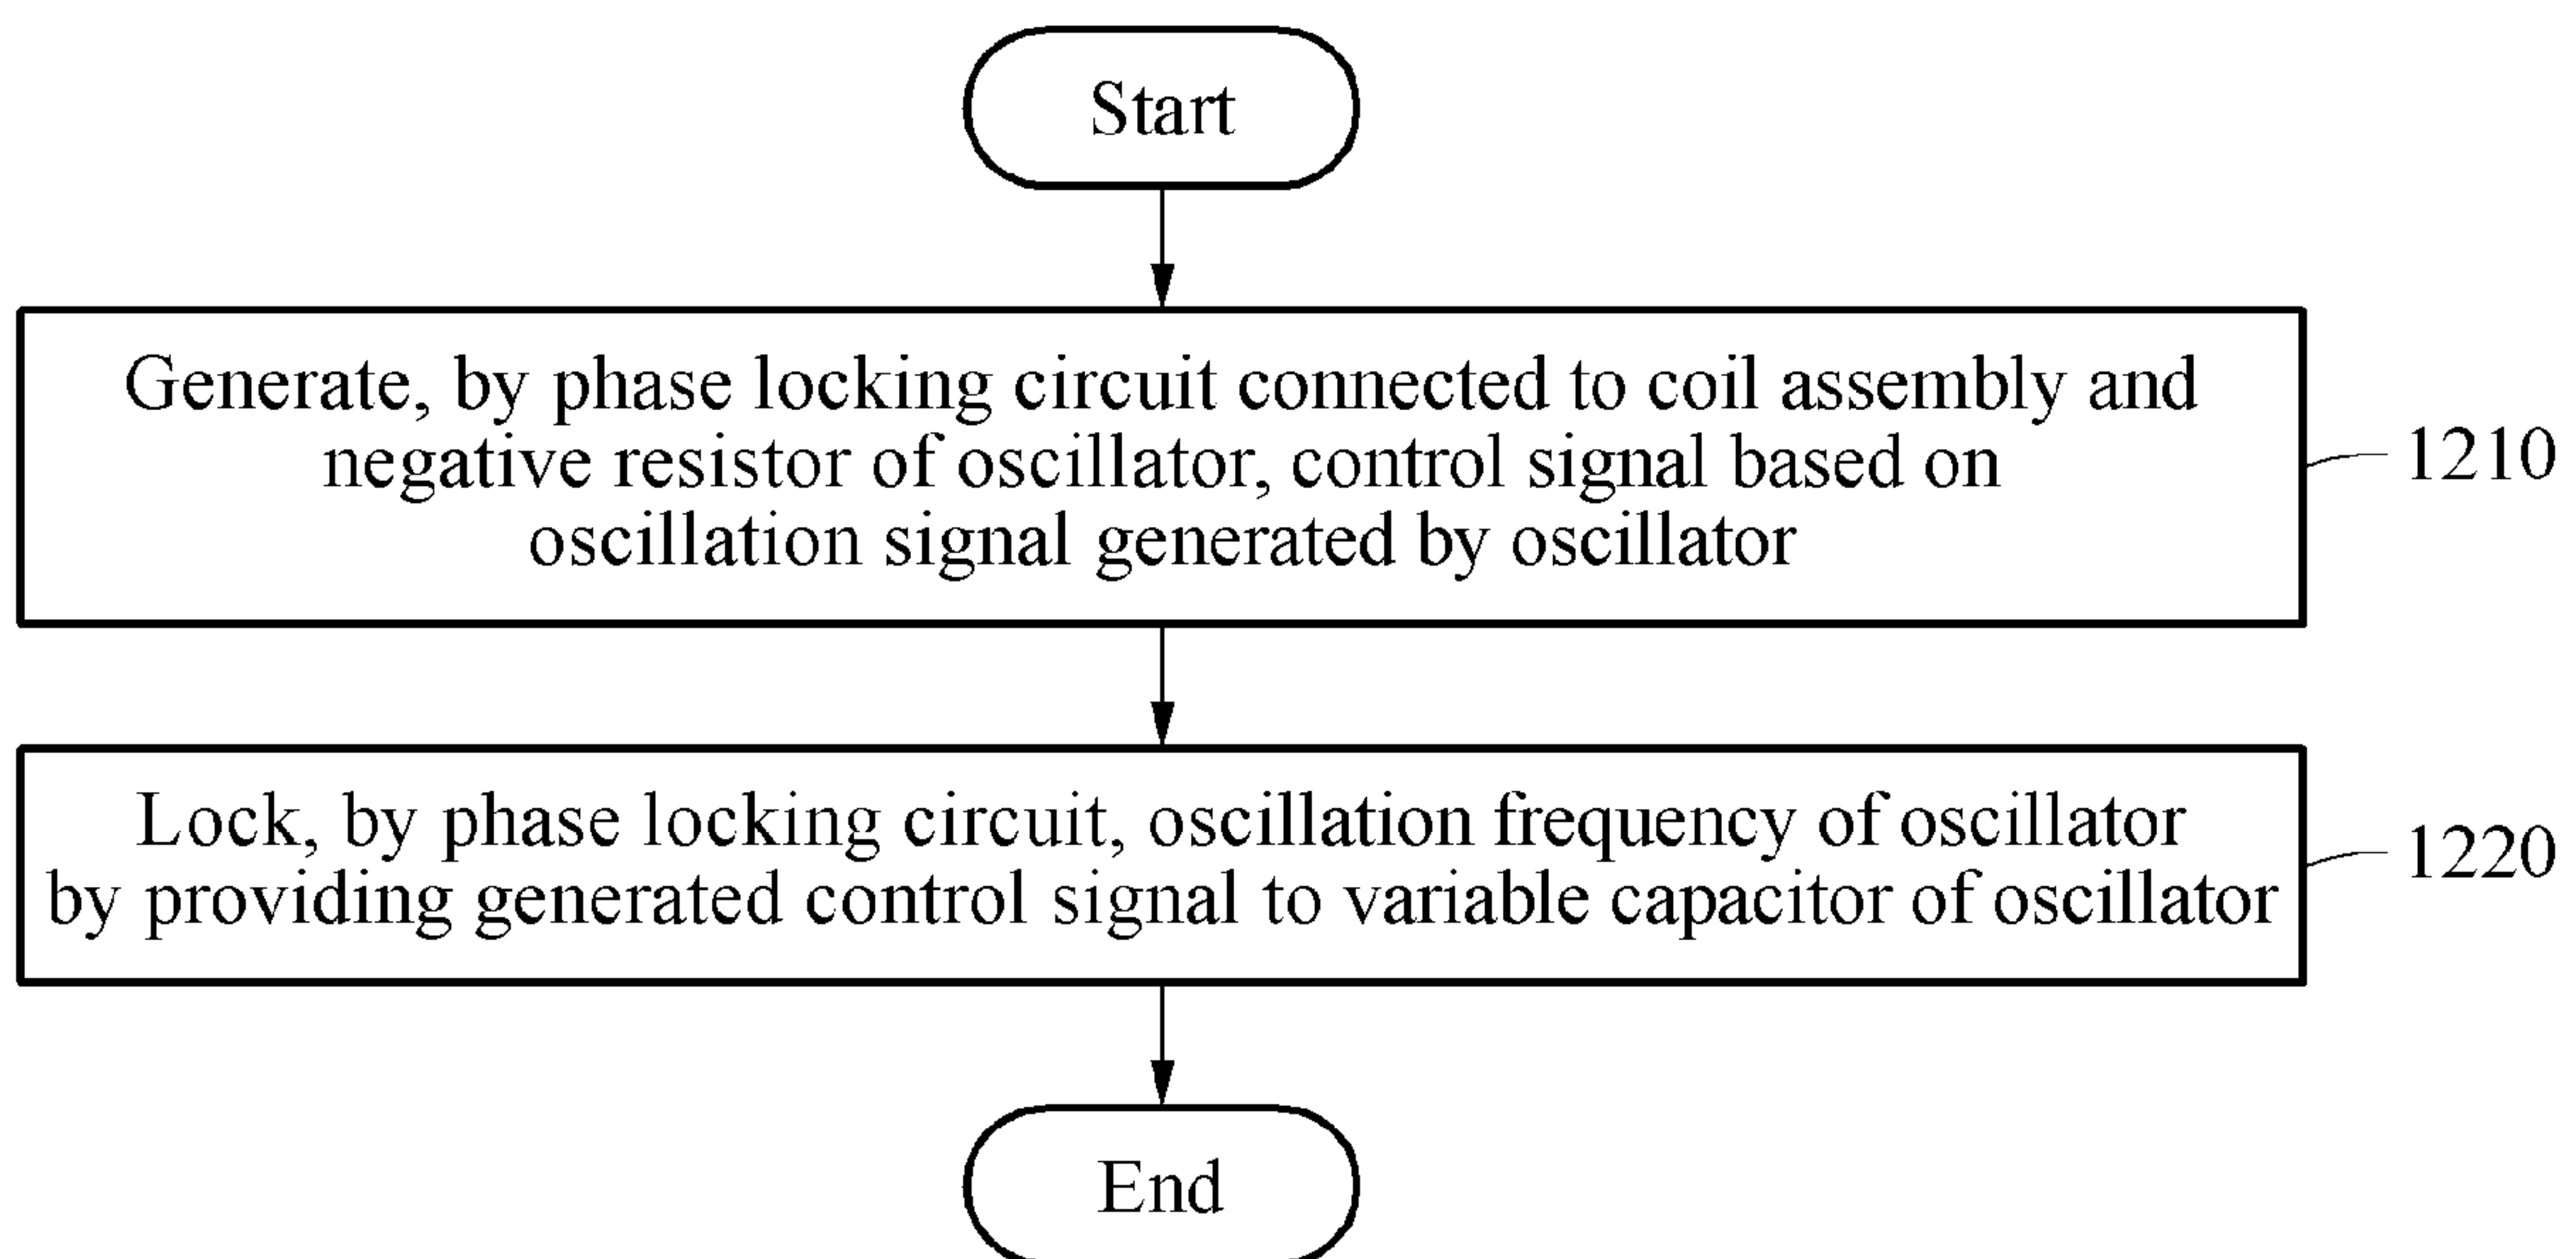 Start
Generate, by phase locking circuit connected to coil assembly and
negative resistor of oscillator, control signal based on
oscillation signal generated by oscillator
1210
Lock, by phase locking circuit, oscillation frequency of oscillator
by providing generated control signal to variable capacitor of oscillator
1220
End